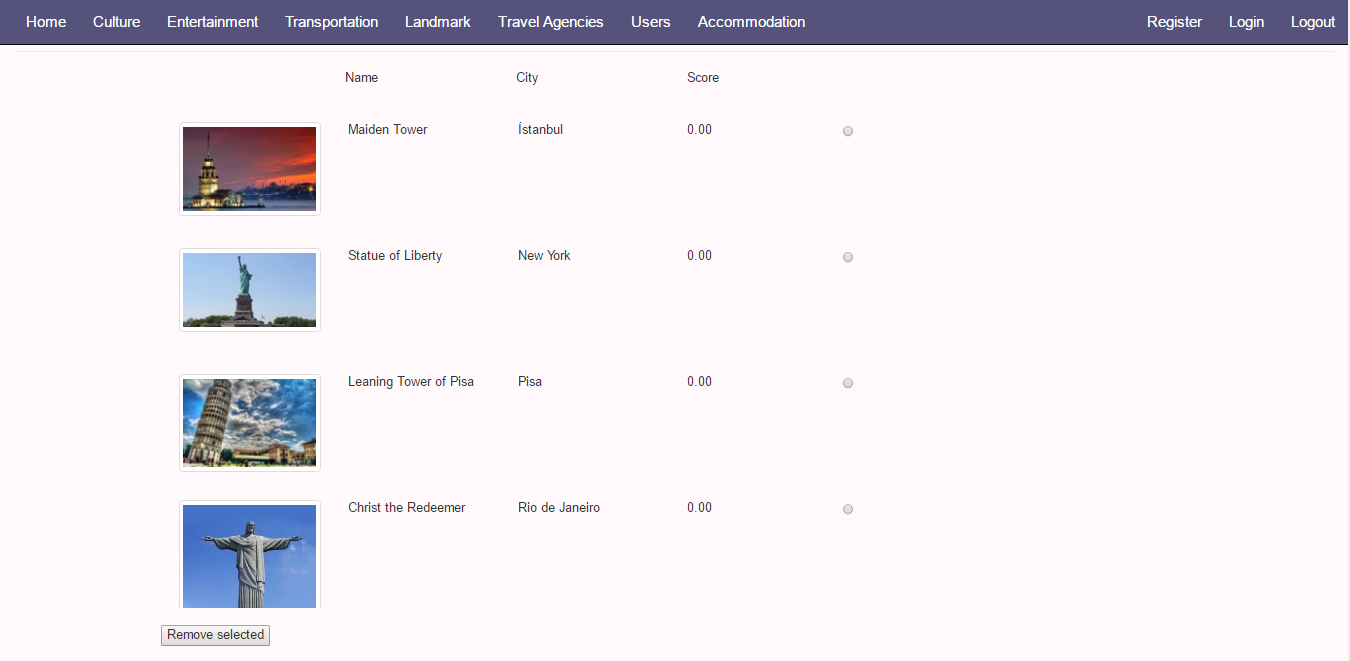 Home Culture Entertainment Transportation Landmark Travel Agencies Users Accommodation Register Login Logout
Name City Score
Maiden Tower İstanbul 0.00
Statue of Liberty New York 0.00
Leaning Tower of Pisa Pisa 0.00
Christ the Redeemer Rio de Janeiro 0.00
Remove selected